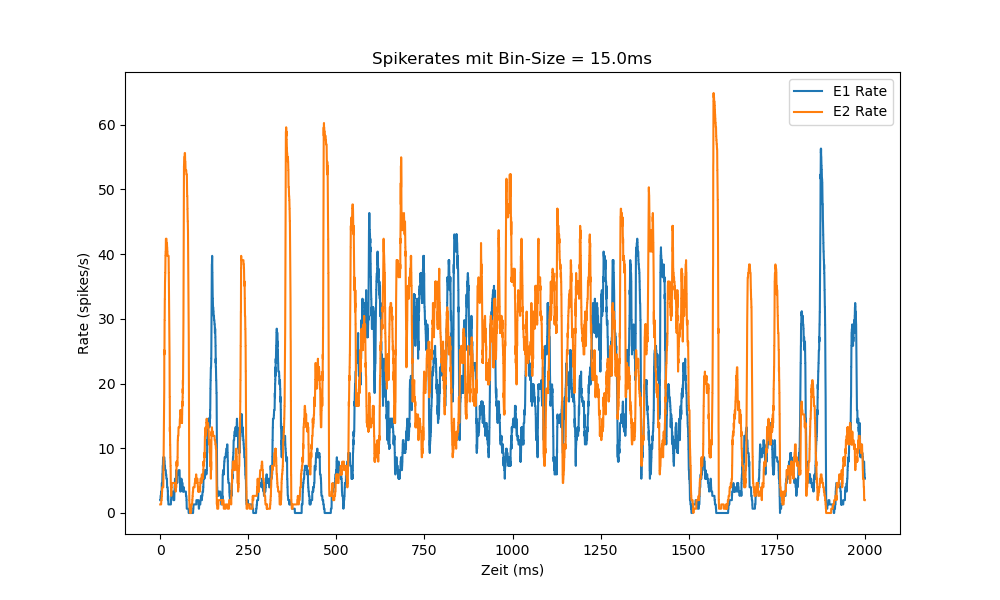 Spikerates mit Bin-Size = 15.0ms
E1 Rate
E2 Rate
Rate (spikes/s)
60
50
40
30
20
10
0
0 250 500 750 1000 1250 1500 1750 2000
Zeit (ms)